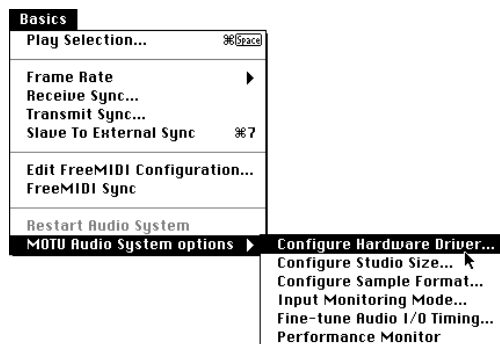 Basics
Play Selection... ⌘Space
Frame Rate
Receive Sync...
Transmit Sync...
Slave To External Sync ⌘7
Edit FreeMIDI Configuration...
FreeMIDI Sync
Restart Audio System
MOTU Audio System options
Configure Hardware Driver...
Configure Studio Size...
Configure Sample Format...
Input Monitoring Mode...
Fine-tune Audio I/O Timing...
Performance Monitor